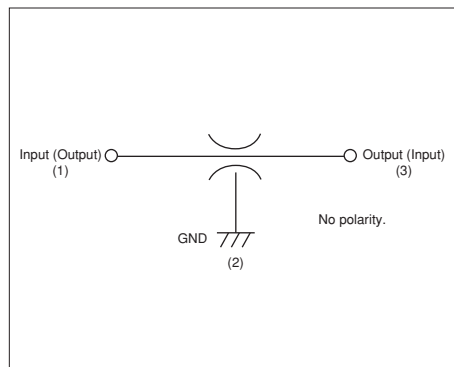 Input (Output)
(1)
Output (Input)
(3)
No polarity.
GND
(2)